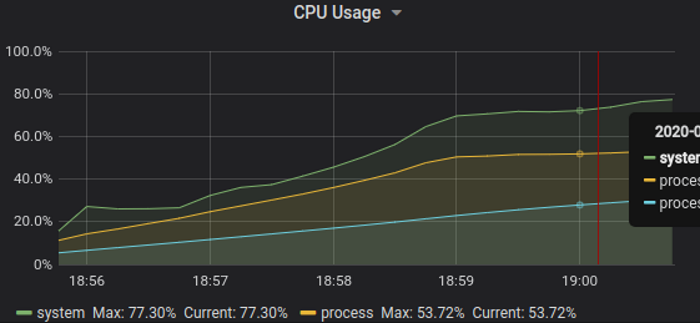 CPU Usage
100.0%
80.0%
60.0%
40.0%
20.0%
0%
18:56 18:57 18:58 18:59 19:00
2020-0
system
proces
proces
system Max: 77.30% Current: 77.30% process Max: 53.72% Current: 53.72%